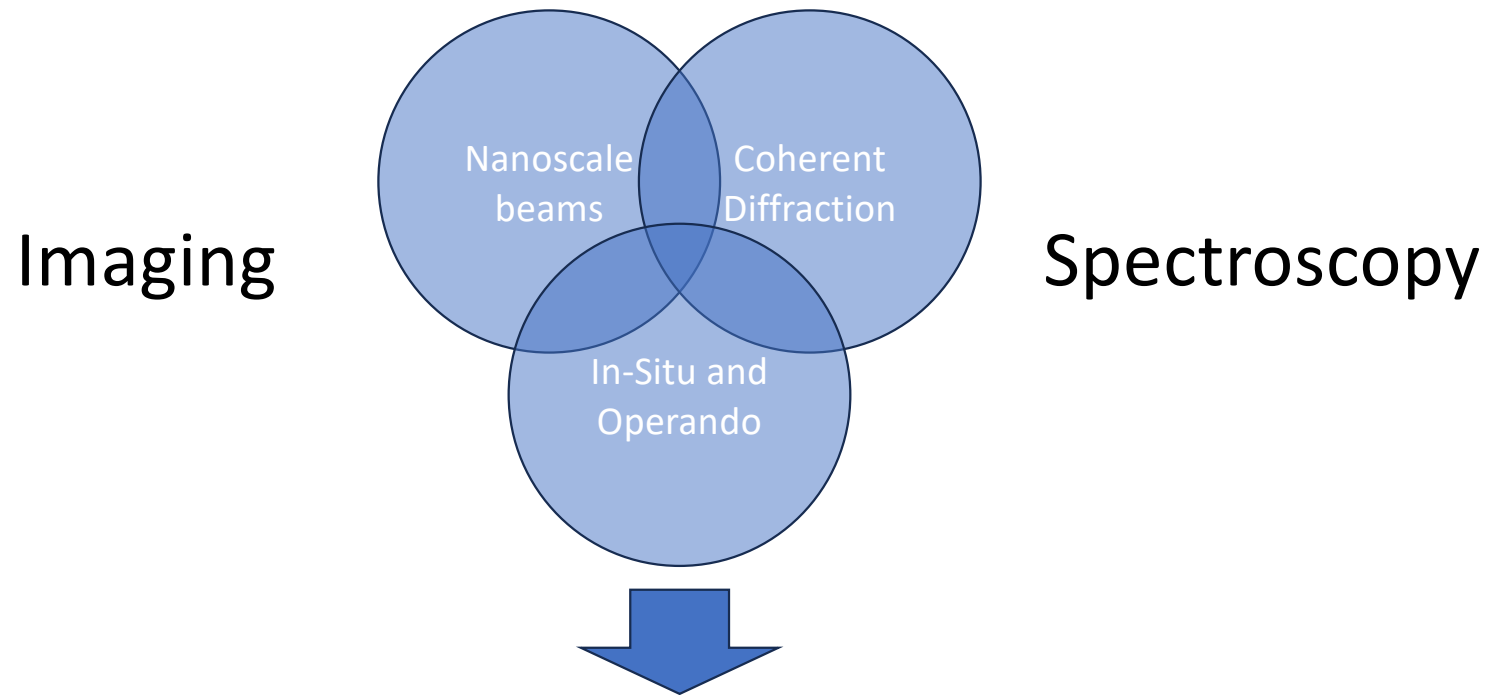 Nanoscale
beams
Coherent
Diffraction
Imaging
Spectroscopy
In-Situ and
Operando